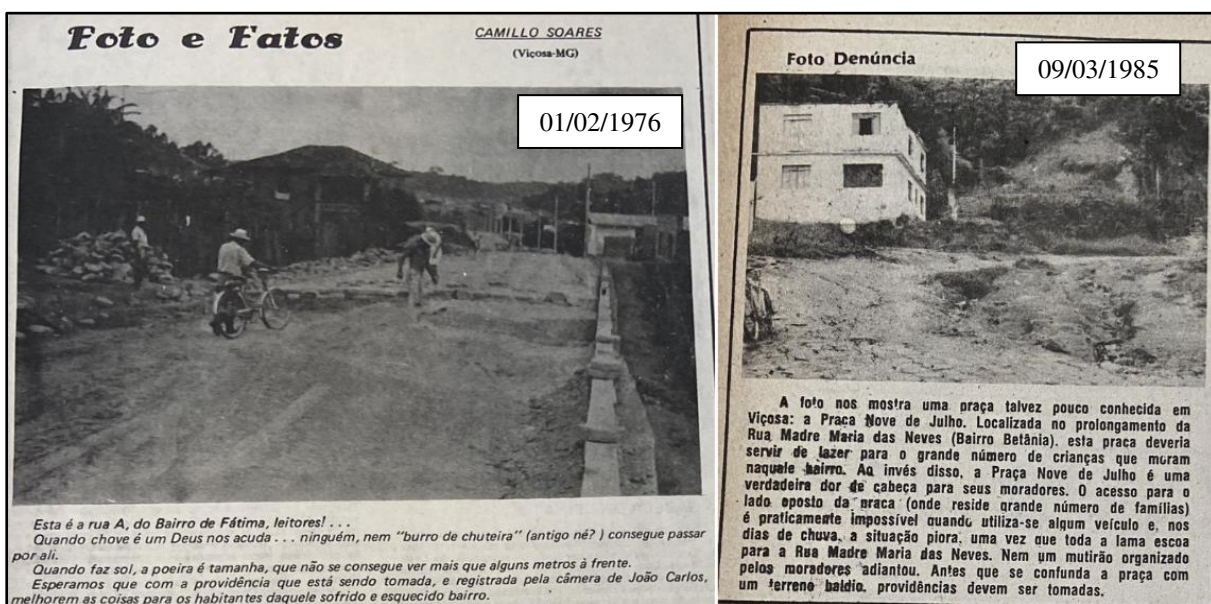 Foto e Fatos
CAMILLO SOARES
(Viçosa-MG)
01/02/1976
Esta é a rua A, do Bairro de Fátima, leitores! . . .
Quando chove é um Deus nos acuda . . . ninguém, nem "burro de chuteira" (antigo né? ) consegue passar
por ali.
Quando faz sol, a poeira é tamanha, que não se consegue ver mais que alguns metros à frente.
Esperamos que com a providência que está sendo tomada, e registrada pela câmera de João Carlos,
melhorem as coisas para os habitantes daquele sofrido e esquecido bairro.
Foto Denúncia
09/03/1985
A foto nos mostra uma praça talvez pouco conhecida em
Viçosa: a Praca Nove de Julho. Localizada no prolongamento da
Rua Madre Maria das Neves (Bairro Betânia). esta praca deveria
servir de lazer para o grande número de crianças que moram
naquele bairro. Ao invés disso, a Praça Nove de Julho é uma
verdadeira dor de cabeça para seus moradores. O acesso para o
lado oposto da praca (onde reside grande número de famílias)
é praticamente impossível quando utiliza-se algum veículo e, nos
dias de chuva, a situação piora, uma vez que toda a lama escoa
para a Rua Madre Maria das Neves. Nem um mutirão organizado
pelos moradores adiantou. Antes que se confunda a praça com
um terreno baldio, providências devem ser tomadas.